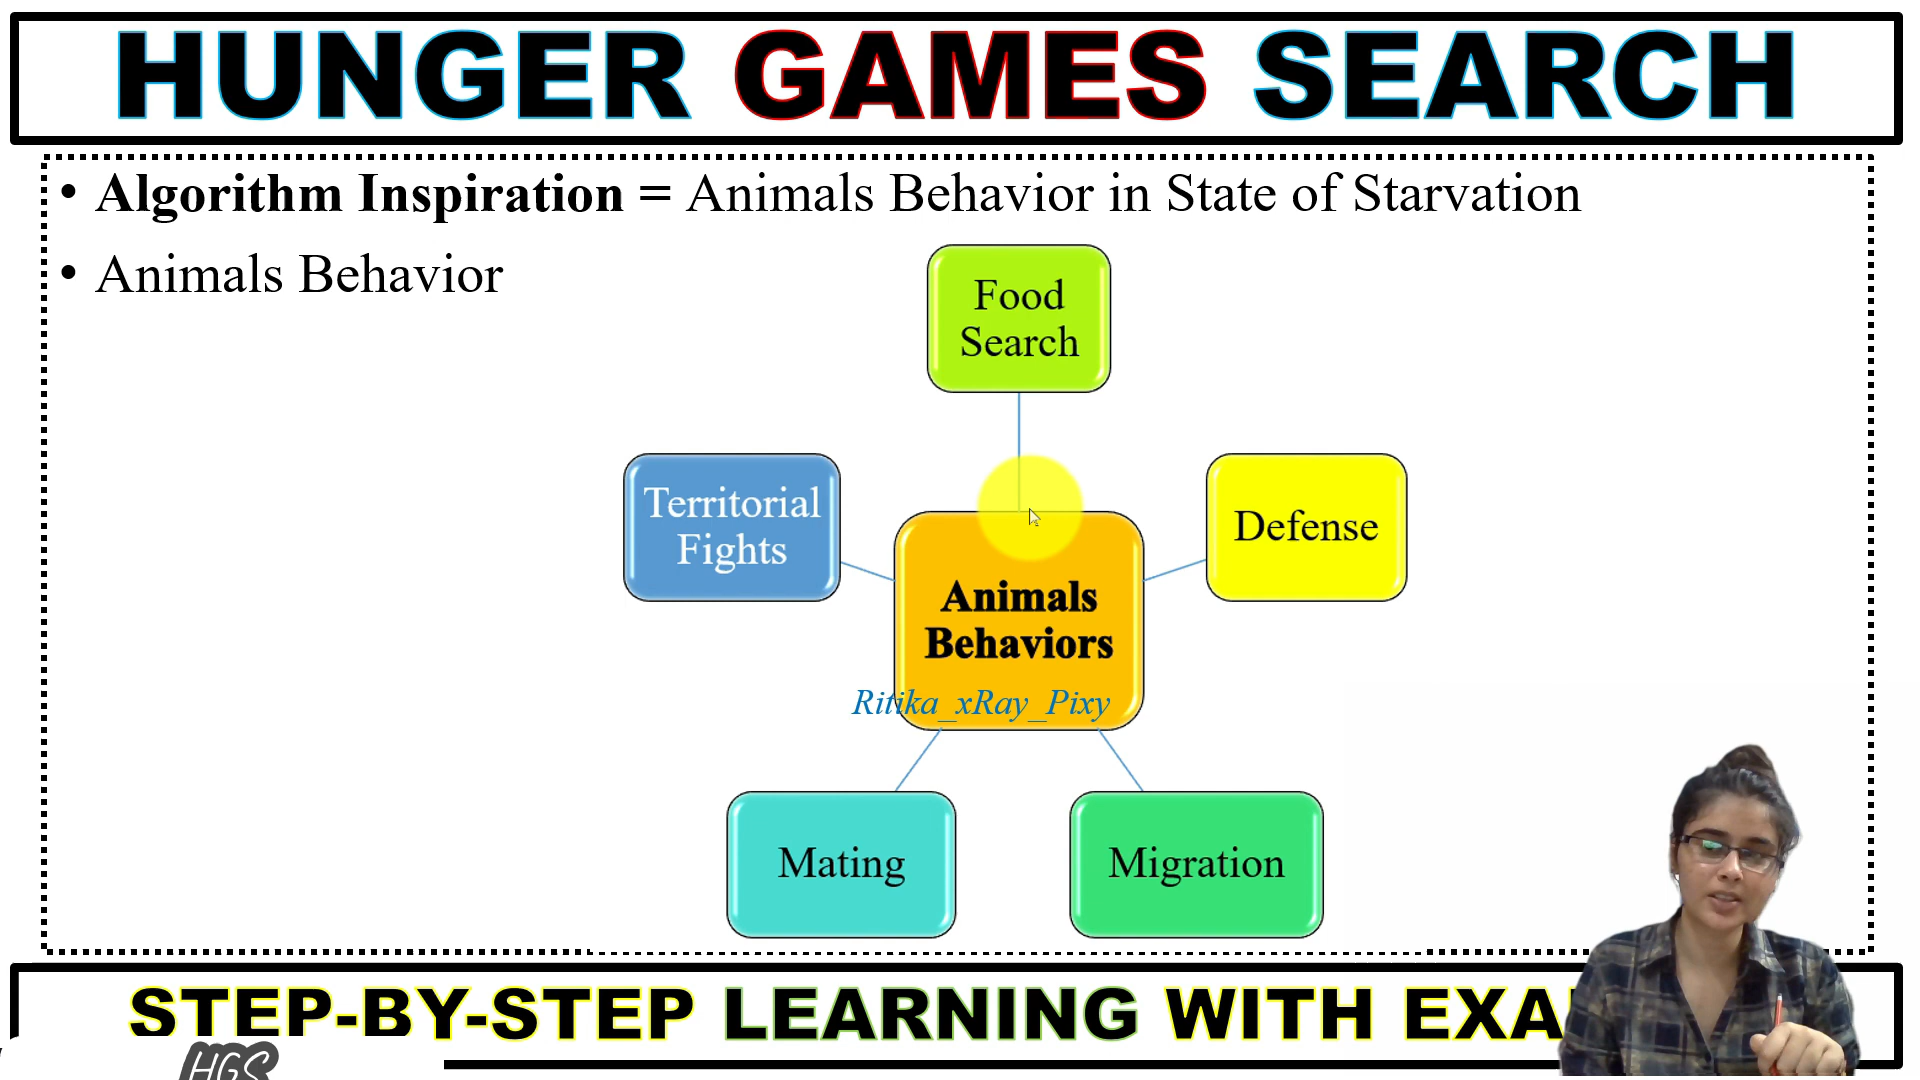 HUNGER GAMES SEARCH
• Algorithm Inspiration = Animals Behavior in State of Starvation
• Animals Behavior
Food
Search
Territorial
Fights
Defense
Animals
Behaviors
Ritika_xRay_Pixy
Mating
Migration
STEP-BY-STEP LEARNING WITH EXA
HGS